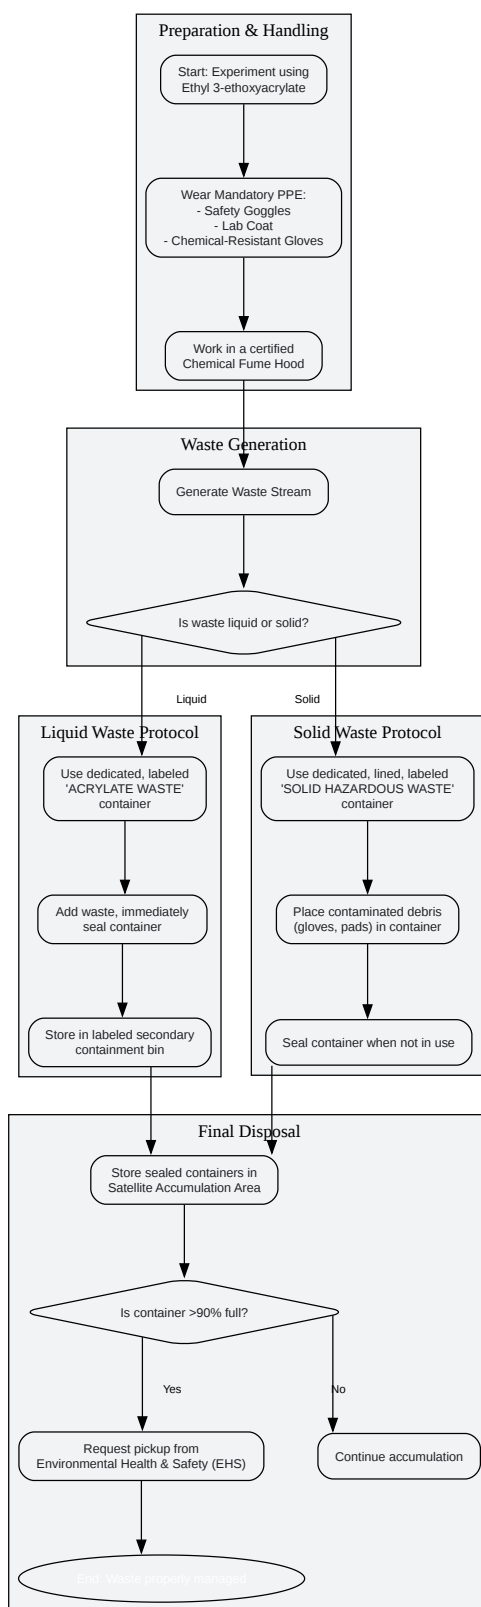 Preparation & Handling
Start: Experiment using
Ethyl 3-ethoxyacrylate
Wear Mandatory PPE:
- Safety Goggles
- Lab Coat
- Chemical-Resistant Gloves
Work in a certified
Chemical Fume Hood
Waste Generation
Generate Waste Stream
Is waste liquid or solid?
Liquid
Solid
Liquid Waste Protocol
Use dedicated, labeled
'ACRYLATE WASTE'
container
Add waste, immediately
seal container
Store in labeled secondary
containment bin
Solid Waste Protocol
Use dedicated, lined, labeled
'SOLID HAZARDOUS WASTE'
container
Place contaminated debris
(gloves, pads) in container
Seal container when not in use
Final Disposal
Store sealed containers in
Satellite Accumulation Area
Is container >90% full?
Yes
No
Request pickup from
Environmental Health & Safety (EHS)
Continue accumulation
End: Waste properly managed